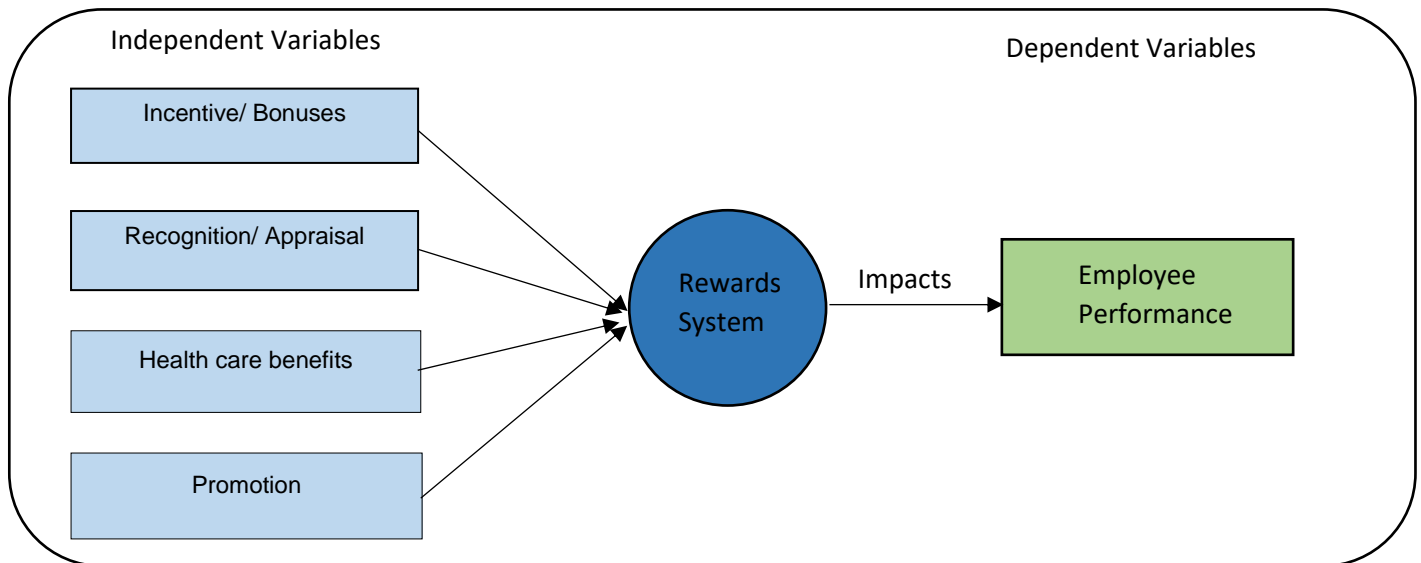 Independent Variables
Dependent Variables
Incentive/ Bonuses
Recognition/ Appraisal
Health care benefits
Promotion
Rewards
System
Impacts
Employee
Performance